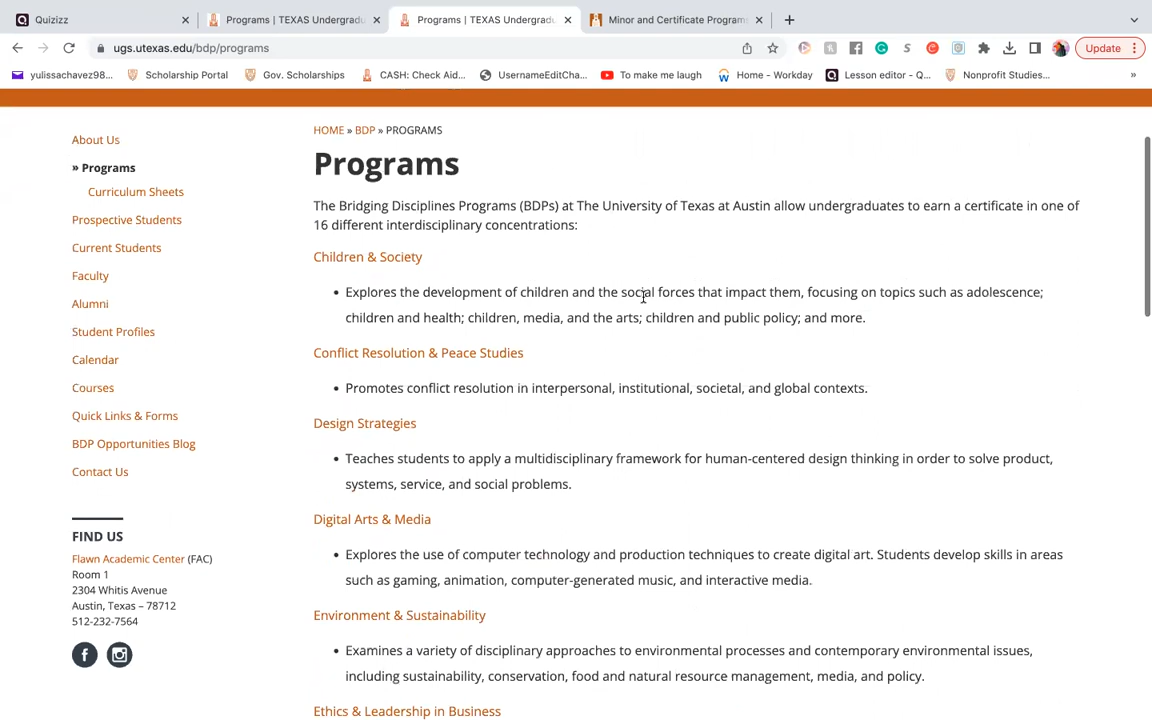 Quizizz
Programs | TEXAS Undergradu
Programs | TEXAS Undergradu
Minor and Certificate Programs
ugs.utexas.edu/bdp/programs
Update
yulissachavez98...
Scholarship Portal
Gov. Scholarships
CASH: Check Aid...
UsernameEditCha...
To make me laugh
Home - Workday
Lesson editor - Q...
Nonprofit Studies...
»
About Us
» Programs
Curriculum Sheets
Prospective Students
Current Students
Faculty
Alumni
Student Profiles
Calendar
Courses
Quick Links & Forms
BDP Opportunities Blog
Contact Us
FIND US
Flawn Academic Center (FAC)
Room 1
2304 Whitis Avenue
Austin, Texas – 78712
512-232-7564
HOME » BDP » PROGRAMS
Programs
The Bridging Disciplines Programs (BDPs) at The University of Texas at Austin allow undergraduates to earn a certificate in one of
16 different interdisciplinary concentrations:
Children & Society
• Explores the development of children and the social forces that impact them, focusing on topics such as adolescence;
children and health; children, media, and the arts; children and public policy; and more.
Conflict Resolution & Peace Studies
• Promotes conflict resolution in interpersonal, institutional, societal, and global contexts.
Design Strategies
• Teaches students to apply a multidisciplinary framework for human-centered design thinking in order to solve product,
systems, service, and social problems.
Digital Arts & Media
• Explores the use of computer technology and production techniques to create digital art. Students develop skills in areas
such as gaming, animation, computer-generated music, and interactive media.
Environment & Sustainability
• Examines a variety of disciplinary approaches to environmental processes and contemporary environmental issues,
including sustainability, conservation, food and natural resource management, media, and policy.
Ethics & Leadership in Business